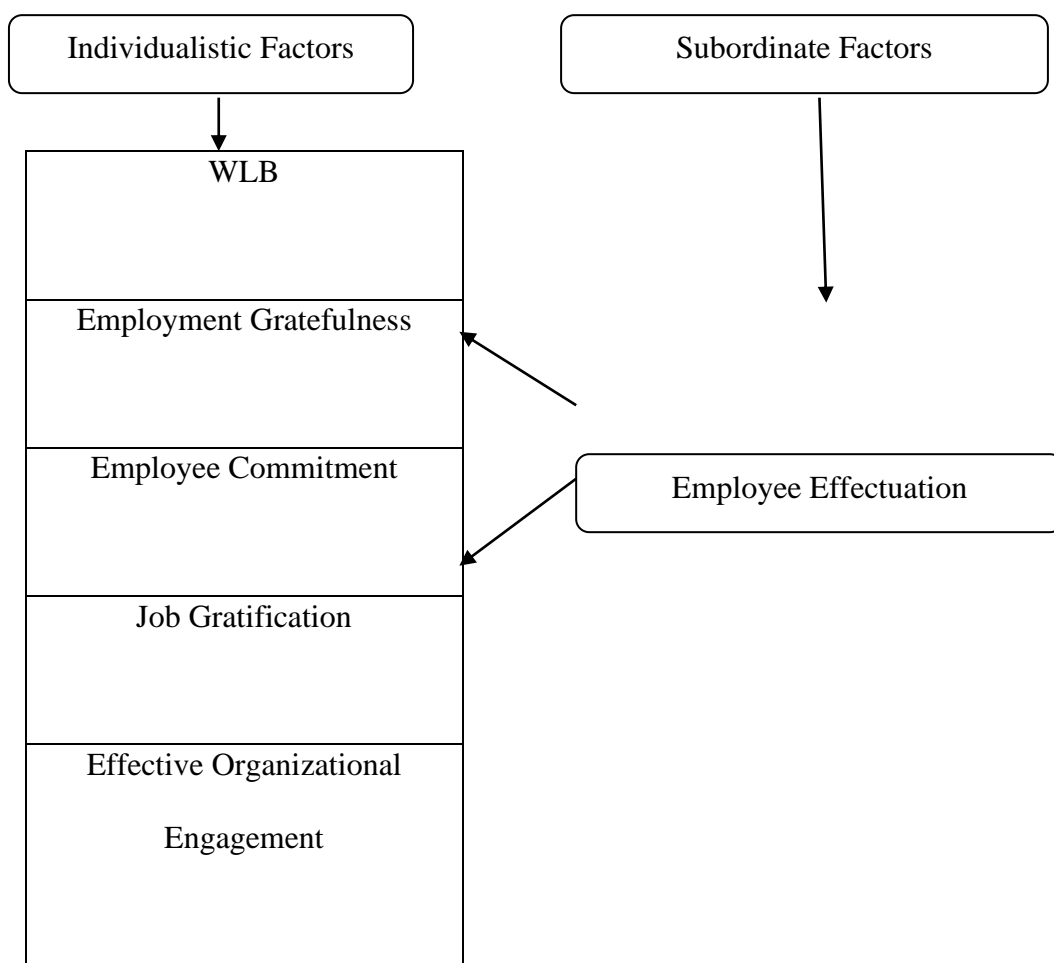 Individualistic Factors
Subordinate Factors
WLB
Employment Gratefulness
Employee Commitment
Employee Effectuation
Job Gratification
Effective Organizational
Engagement